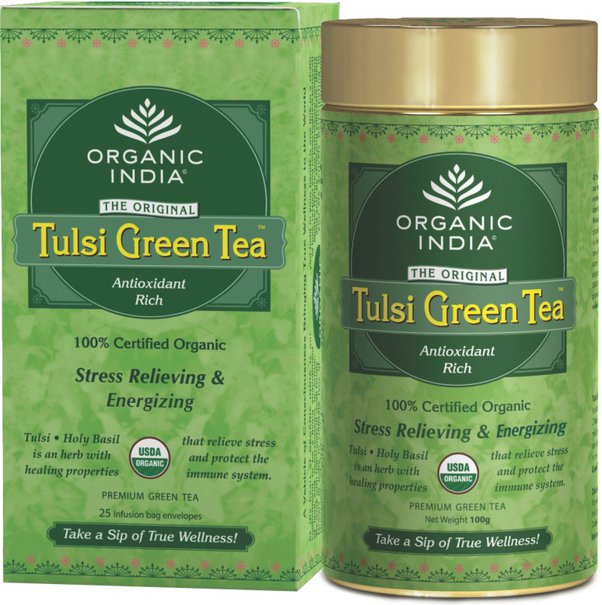 ORGANIC
INDIA®
THE ORIGINAL
Tulsi Green Tea™
Antioxidant
Rich
100% Certified Organic
Stress Relieving &
Energizing
Tulsi • Holy Basil
is an herb with
healing properties
USDA
ORGANIC
that relieve stress
and protect the
immune system.
PREMIUM GREEN TEA
25 Infusion bag envelopes
Take a Sip of True Wellness!
ORGANIC
INDIA®
THE ORIGINAL
Tulsi Green Tea™
Antioxidant
Rich
100% Certified Organic
Stress Relieving & Energizing
Tulsi • Holy Basil
is an herb with
healing properties
USDA
ORGANIC
that relieve stress
and protect the
immune system.
PREMIUM GREEN TEA
Net Weight 100g
Take a Sip of True Wellness!